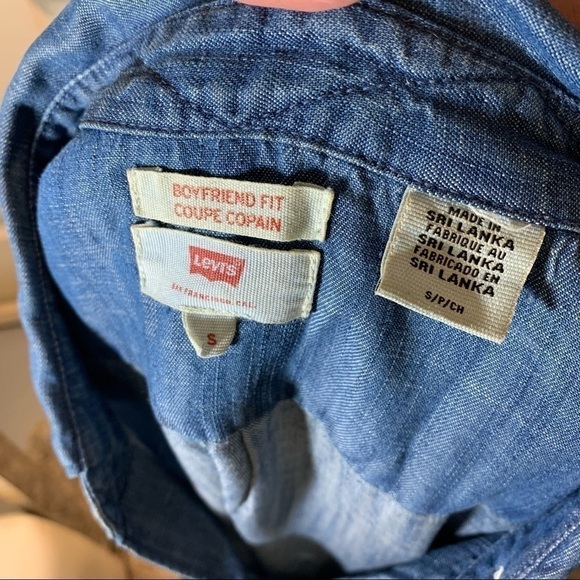 BOYFRIEND FIT
COUPE COPAIN
Levi's
SAN FRANCISCO, CAL.
S
MADE IN
SRI LANKA
FABRIQUE AU
SRI LANKA
FABRICADO EN
SRI LANKA
S/P/CH